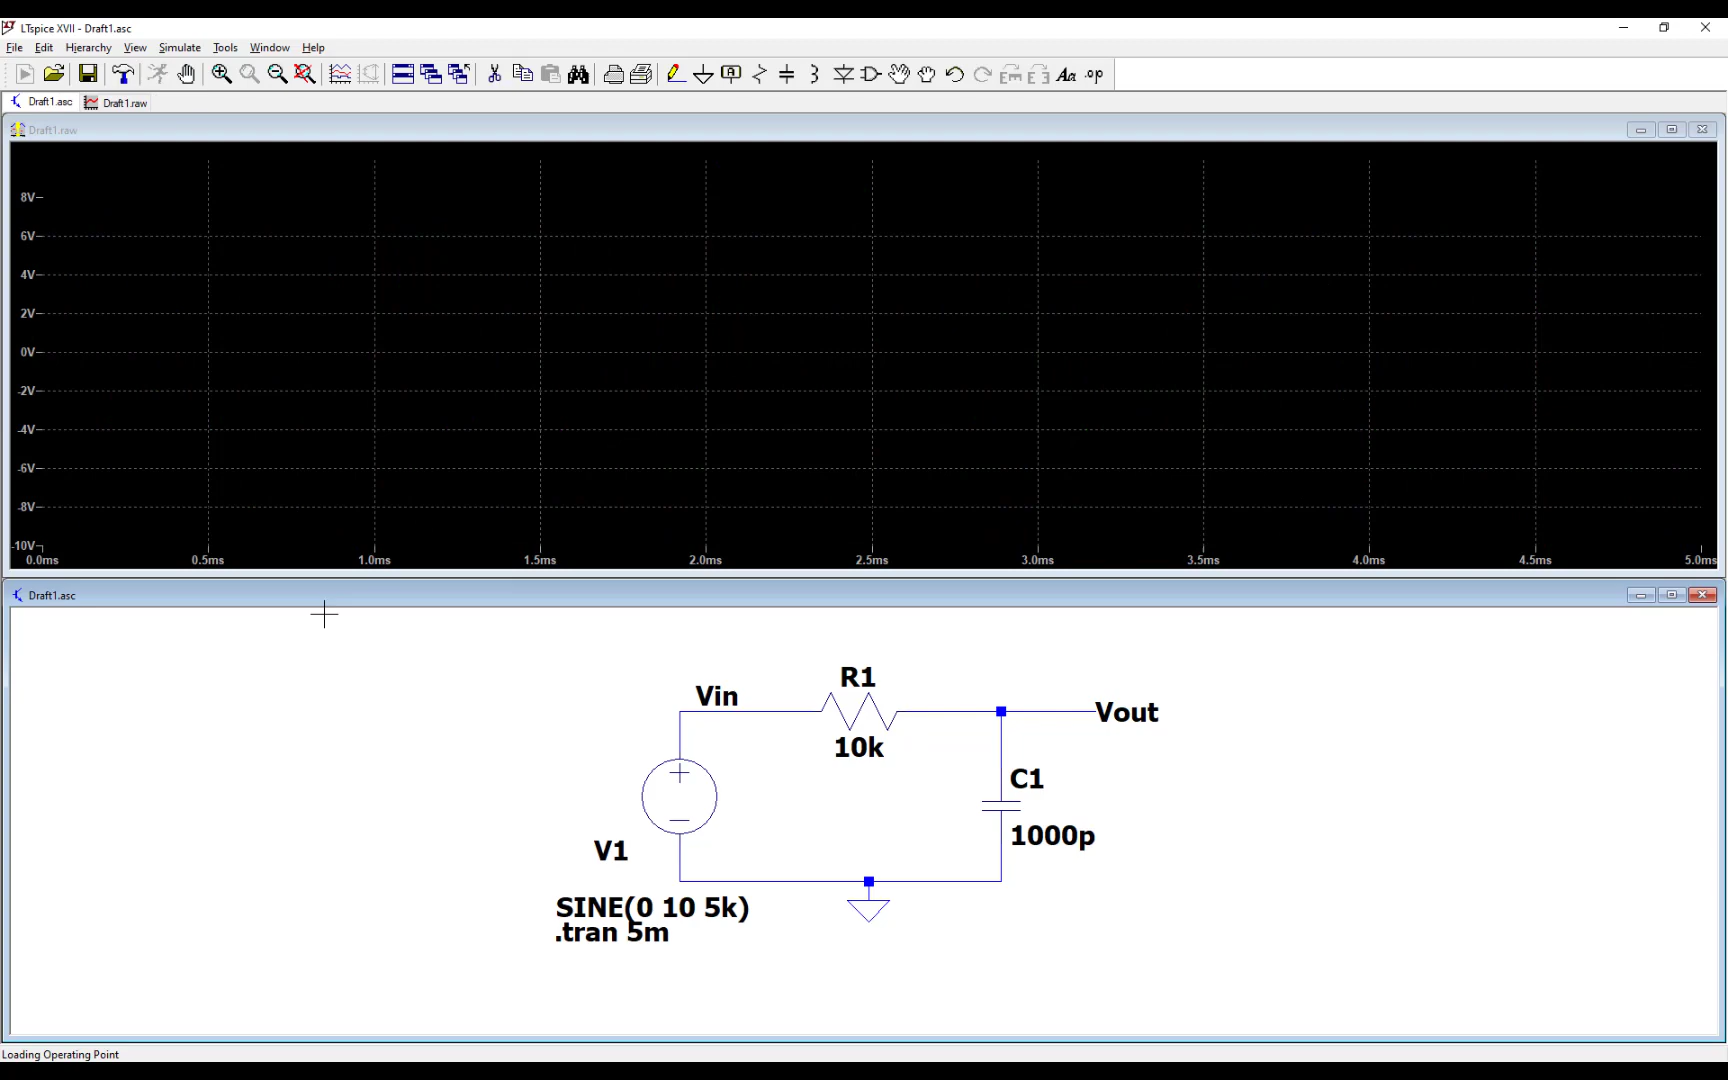 LTspice XVII - Draft1.asc
File Edit Hierarchy View Simulate Tools Window Help
A Aa .op
Draft1.asc Draft1.raw
Draft1.raw
8V
6V
4V
2V
0V
-2V
-4V
-6V
-8V
-10V
0.0ms 0.5ms 1.0ms 1.5ms 2.0ms 2.5ms 3.0ms 3.5ms 4.0ms 4.5ms 5.0ms
Draft1.asc
R1
Vin
Vout
10k
C1
1000p
V1
SINE(0 10 5k)
.tran 5m
Loading Operating Point